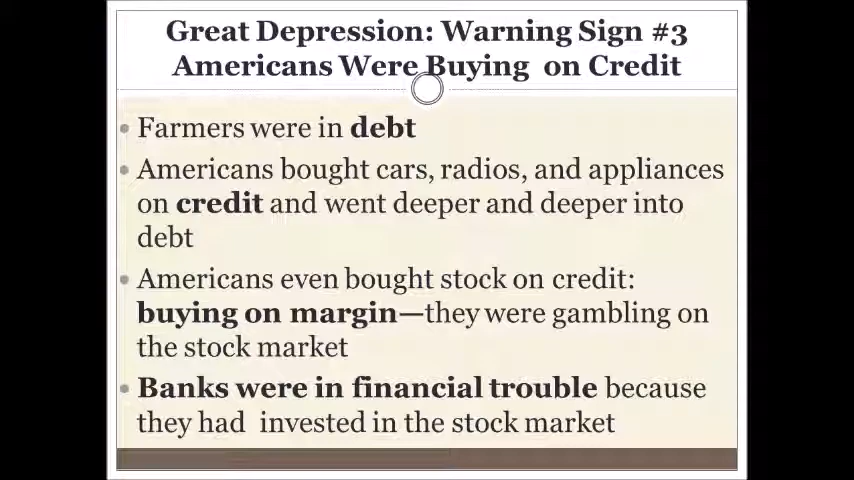 Great Depression: Warning Sign #3
Americans Were Buying on Credit
Farmers were in debt
Americans bought cars, radios, and appliances
on credit and went deeper and deeper into
debt
Americans even bought stock on credit:
buying on margin—they were gambling on
the stock market
Banks were in financial trouble because
they had invested in the stock market